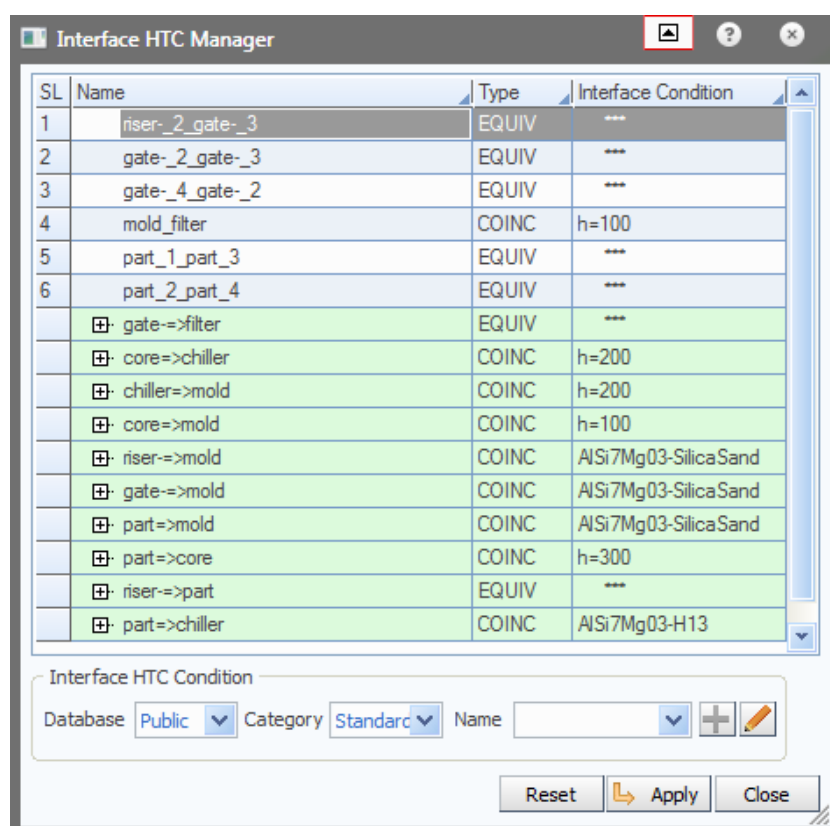 Interface HTC Manager
SL Name Type Interface Condition
1 riser-_2_gate-_3 EQUIV ***
2 gate-_2_gate-_3 EQUIV ***
3 gate-_4_gate-_2 EQUIV ***
4 mold_filter COINC h=100
5 part_1_part_3 EQUIV ***
6 part_2_part_4 EQUIV ***
gate-=>filter EQUIV ***
core=>chiller COINC h=200
chiller=>mold COINC h=200
core=>mold COINC h=100
riser-=>mold COINC AlSi7Mg03-SilicaSand
gate-=>mold COINC AlSi7Mg03-SilicaSand
part=>mold COINC AlSi7Mg03-SilicaSand
part=>core COINC h=300
riser-=>part EQUIV ***
part=>chiller COINC AlSi7Mg03-H13
Interface HTC Condition
Database Public Category Standard Name
Reset Apply Close